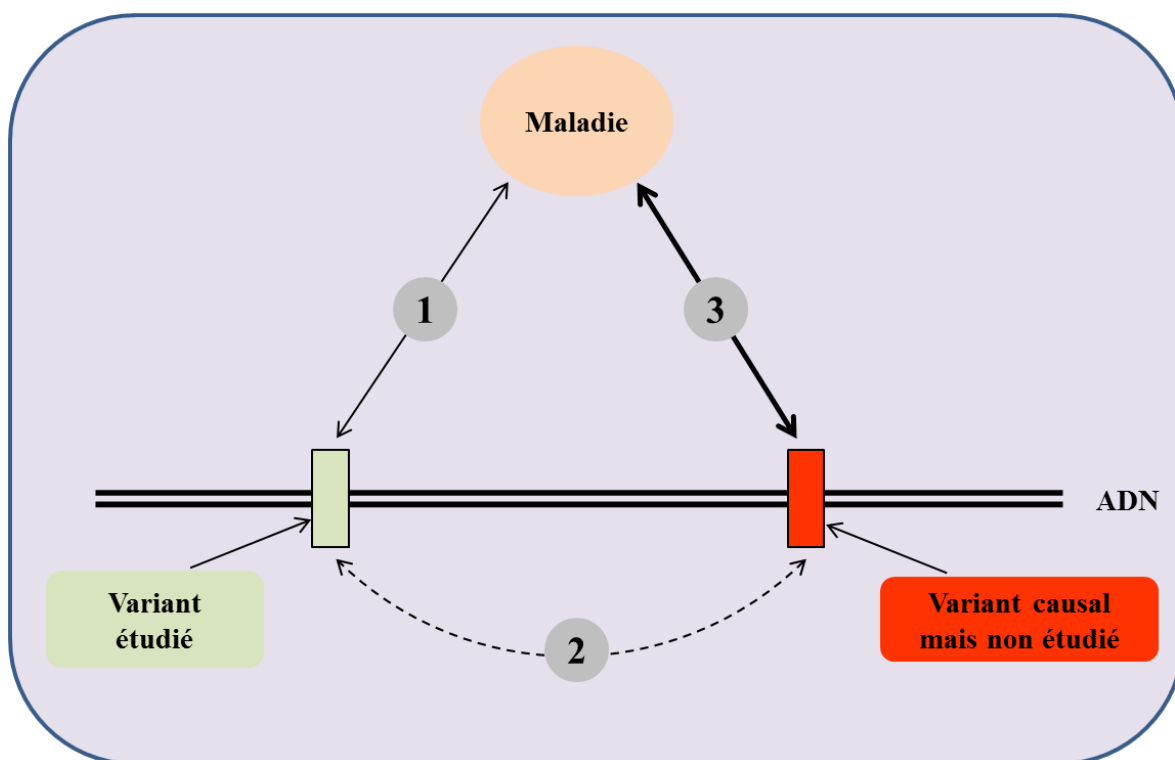 Maladie
1
3
ADN
Variant
étudié
Variant causal
mais non étudié
2